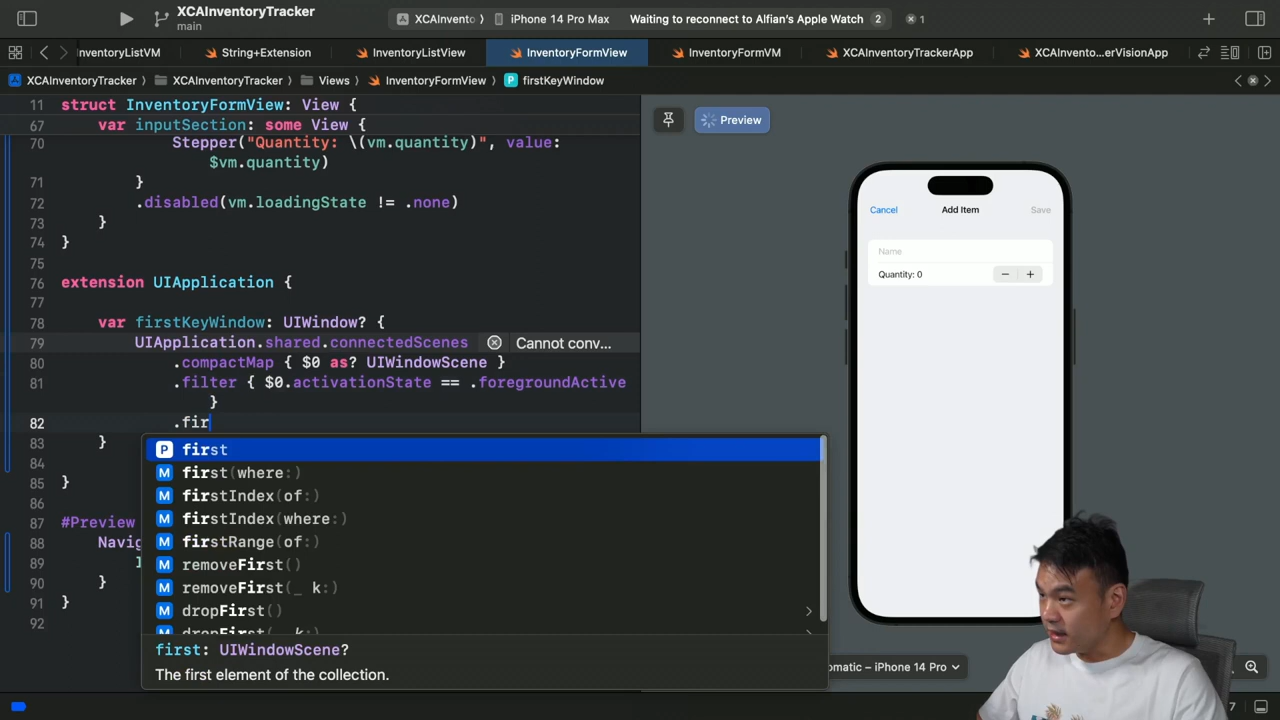 XCAInventoryTracker
main
XCAInvento
iPhone 14 Pro Max
Waiting to reconnect to Alfian's Apple Watch
2
1
nventoryListVM
String+Extension
InventoryListView
InventoryFormView
InventoryFormVM
XCAInventoryTrackerApp
XCAInvento...erVisionApp
XCAInventoryTracker
XCAInventoryTracker
Views
InventoryFormView
P firstKeyWindow
11 struct InventoryFormView: View {
67 var inputSection: some View {
70 Stepper("Quantity: \(vm.quantity)", value:
$vm.quantity)
71 }
72 .disabled(vm.loadingState != .none)
73 }
74 }
75
76 extension UIApplication {
77
78 var firstKeyWindow: UIWindow? {
79 UIApplication.shared.connectedScenes Cannot conv...
80 .compactMap { $0 as? UIWindowScene }
81 .filter { $0.activationState == .foregroundActive
}
82 .fir
83 }
84
85 }
86
87 #Preview
88 Navig
89
90 }
91 }
92
P first
M first(where:)
M firstIndex(of:)
M firstIndex(where:)
M firstRange(of:)
M removeFirst()
M removeFirst(_ k:)
M dropFirst()
M dropFirst(_ k:)
first: UIWindowScene?
The first element of the collection.
Preview
Cancel
Add Item
Save
Name
Quantity: 0
omatic – iPhone 14 Pro
7